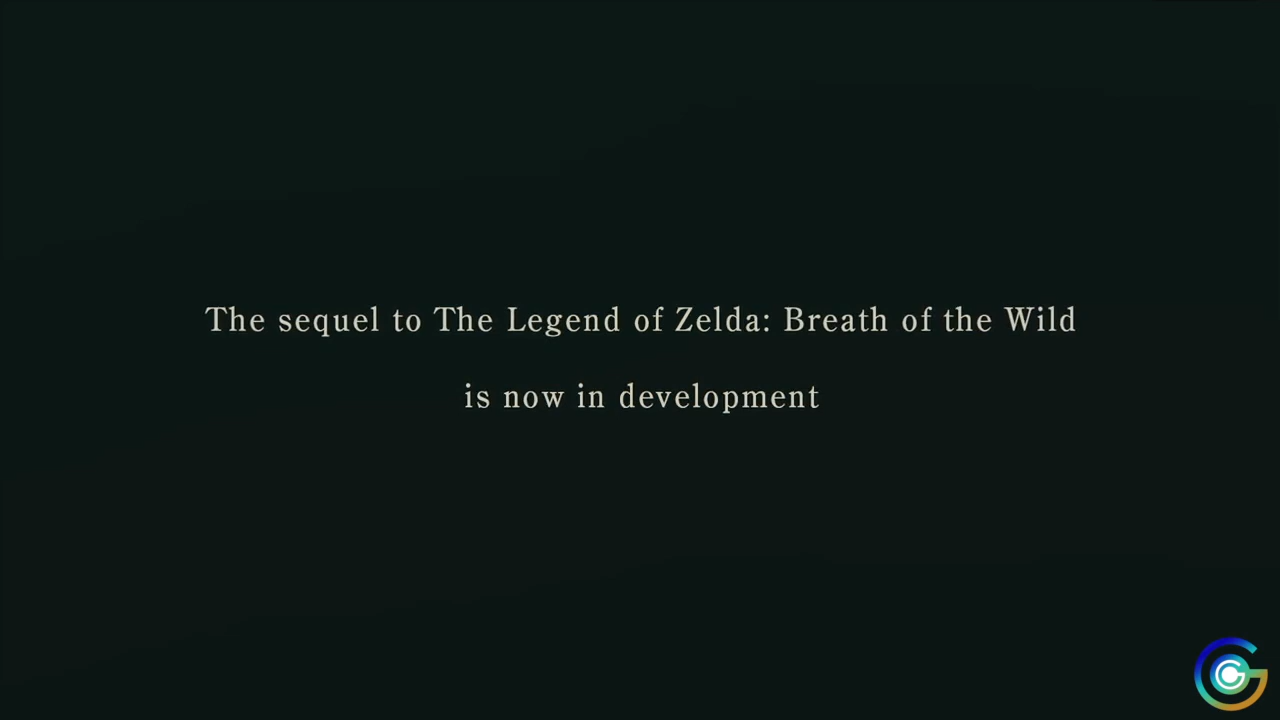 The sequel to The Legend of Zelda: Breath of the Wild
is now in development